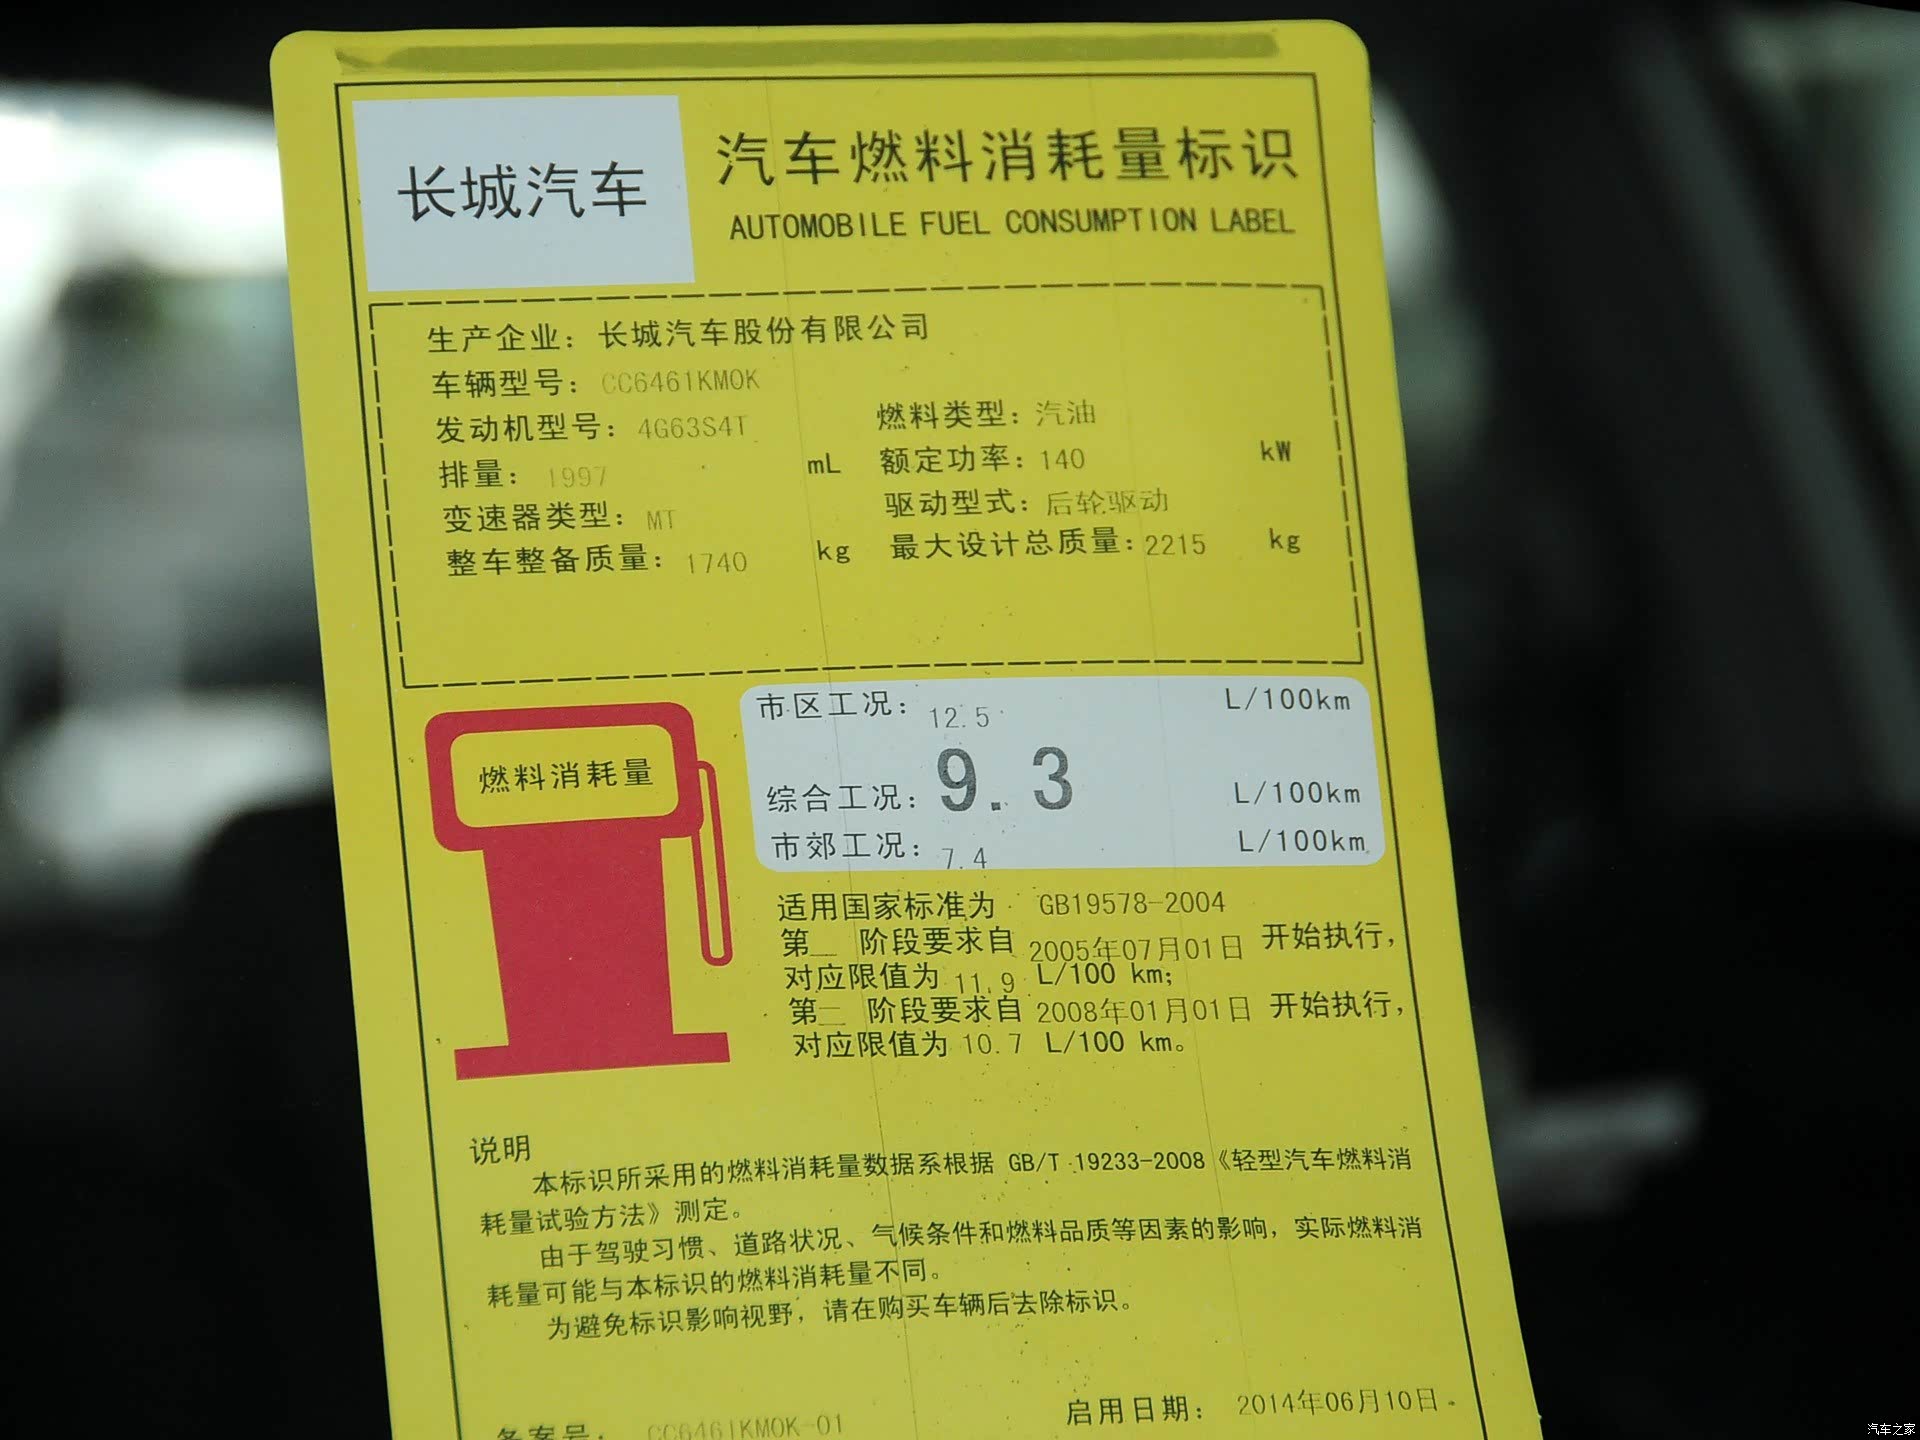 长城汽车
汽车燃料消耗量标识
AUTOMOBILE FUEL CONSUMPTION LABEL
生产企业：长城汽车股份有限公司
车辆型号：CC6461KM0K
发动机型号：4G63S4T 燃料类型：汽油
排量：1997 mL 额定功率：140 kW
变速器类型：MT 驱动型式：后轮驱动
整车整备质量：1740 kg 最大设计总质量：2215 kg
燃料消耗量
市区工况：12.5 L/100km
综合工况：9.3 L/100km
市郊工况：7.4 L/100km
适用国家标准为 GB19578-2004
第一 阶段要求自 2005年07月01日 开始执行，
对应限值为 11.9 L/100 km；
第二 阶段要求自 2008年01月01日 开始执行，
对应限值为 10.7 L/100 km。
说明
本标识所采用的燃料消耗量数据系根据 GB/T 19233-2008《轻型汽车燃料消
耗量试验方法》测定。
由于驾驶习惯、道路状况、气候条件和燃料品质等因素的影响，实际燃料消
耗量可能与本标识的燃料消耗量不同。
为避免标识影响视野，请在购买车辆后去除标识。
备案号：CC6461KM0K-01 启用日期：2014年06月10日
汽车之家